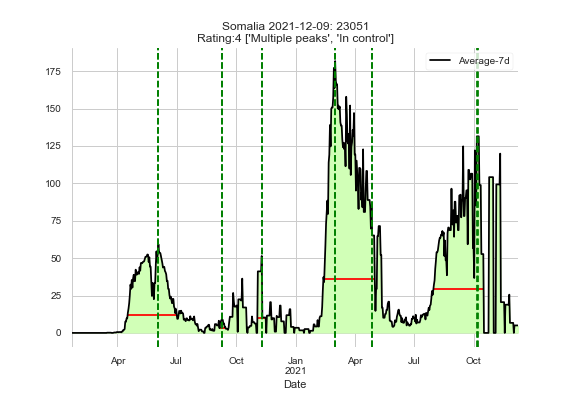 Somalia 2021-12-09: 23051
Rating:4 ['Multiple peaks', 'In control']
Average-7d
175
150
125
100
75
50
25
0
Apr
Jul
Oct
Jan
2021
Apr
Jul
Oct
Date